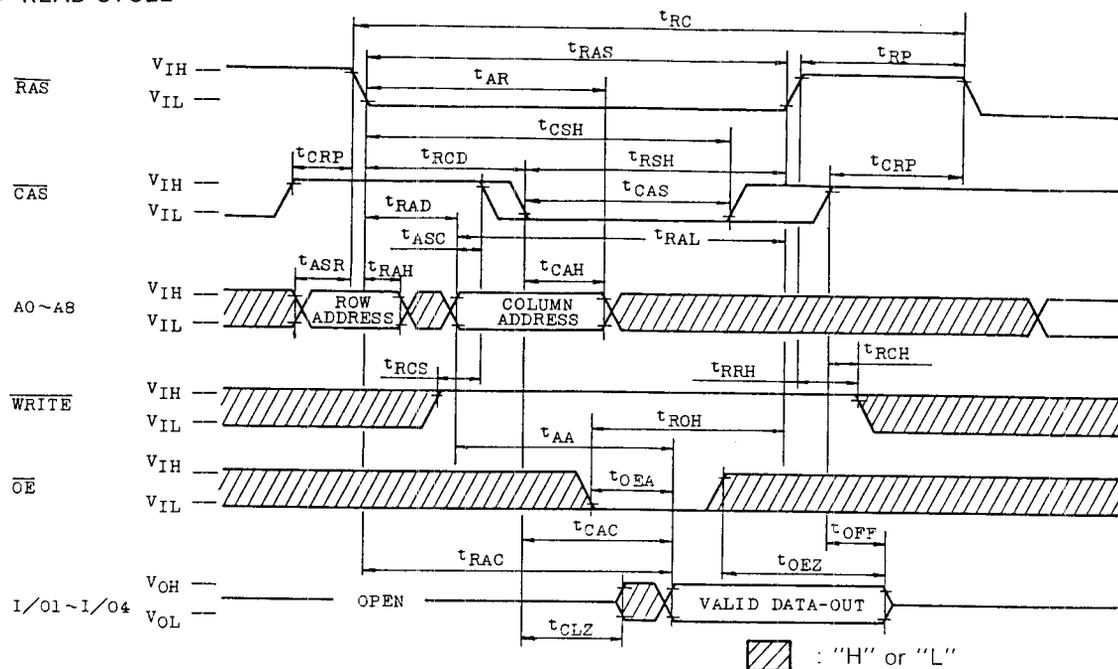 READ CYCLE
tRC
tRAS
tRP
RAS
VIH
VIL
tAR
tCSH
tCRP
tRCD
tRSH
tCRP
CAS
VIH
VIL
tCAS
tRAD
tRAL
tASC
tASR
tRAH
tCAH
A0~A8
VIH
VIL
ROW ADDRESS
COLUMN ADDRESS
tRCS
tRRH
tRCH
WRITE
VIH
VIL
tROH
tAA
OE
VIH
VIL
tOEA
tCAC
tOFF
tRAC
tOEZ
I/O1~I/O4
VOH
VOL
OPEN
VALID DATA-OUT
tCLZ
: "H" or "L"